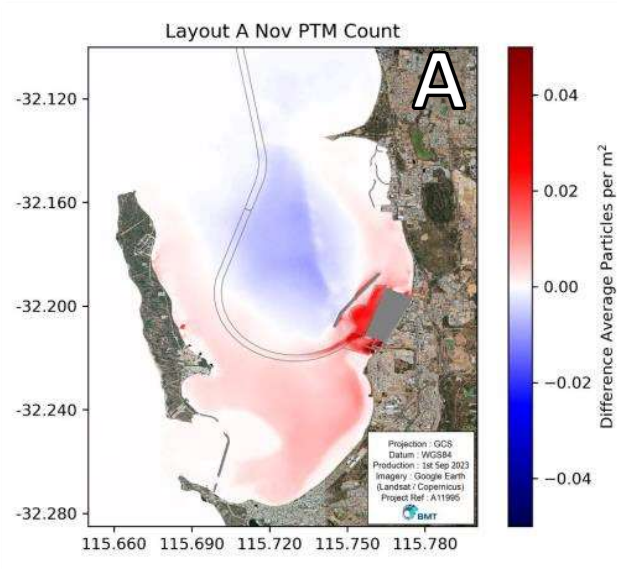 Layout A Nov PTM Count
A
-32.120
-32.160
-32.200
-32.240
-32.280
115.660 115.690 115.720 115.750 115.780
0.04
0.02
0.00
−0.02
−0.04
Difference Average Particles per m²
Projection : GCS
Datum : WGS84
Production : 1st Sep 2023
Imagery : Google Earth
(Landsat / Copernicus)
Project Ref : A11995
BMT